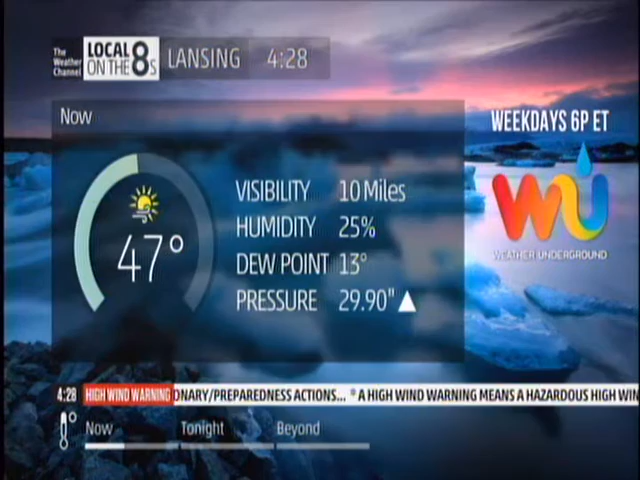 The Weather Channel
LOCAL ON THE 8s
LANSING 4:28
Now
WEEKDAYS 6P ET
WU
WEATHER UNDERGROUND
47°
VISIBILITY 10 Miles
HUMIDITY 25%
DEW POINT 13°
PRESSURE 29.90" ▲
4:28 HIGH WIND WARNING ONARY/PREPAREDNESS ACTIONS... * A HIGH WIND WARNING MEANS A HAZARDOUS HIGH WIN
Now Tonight Beyond